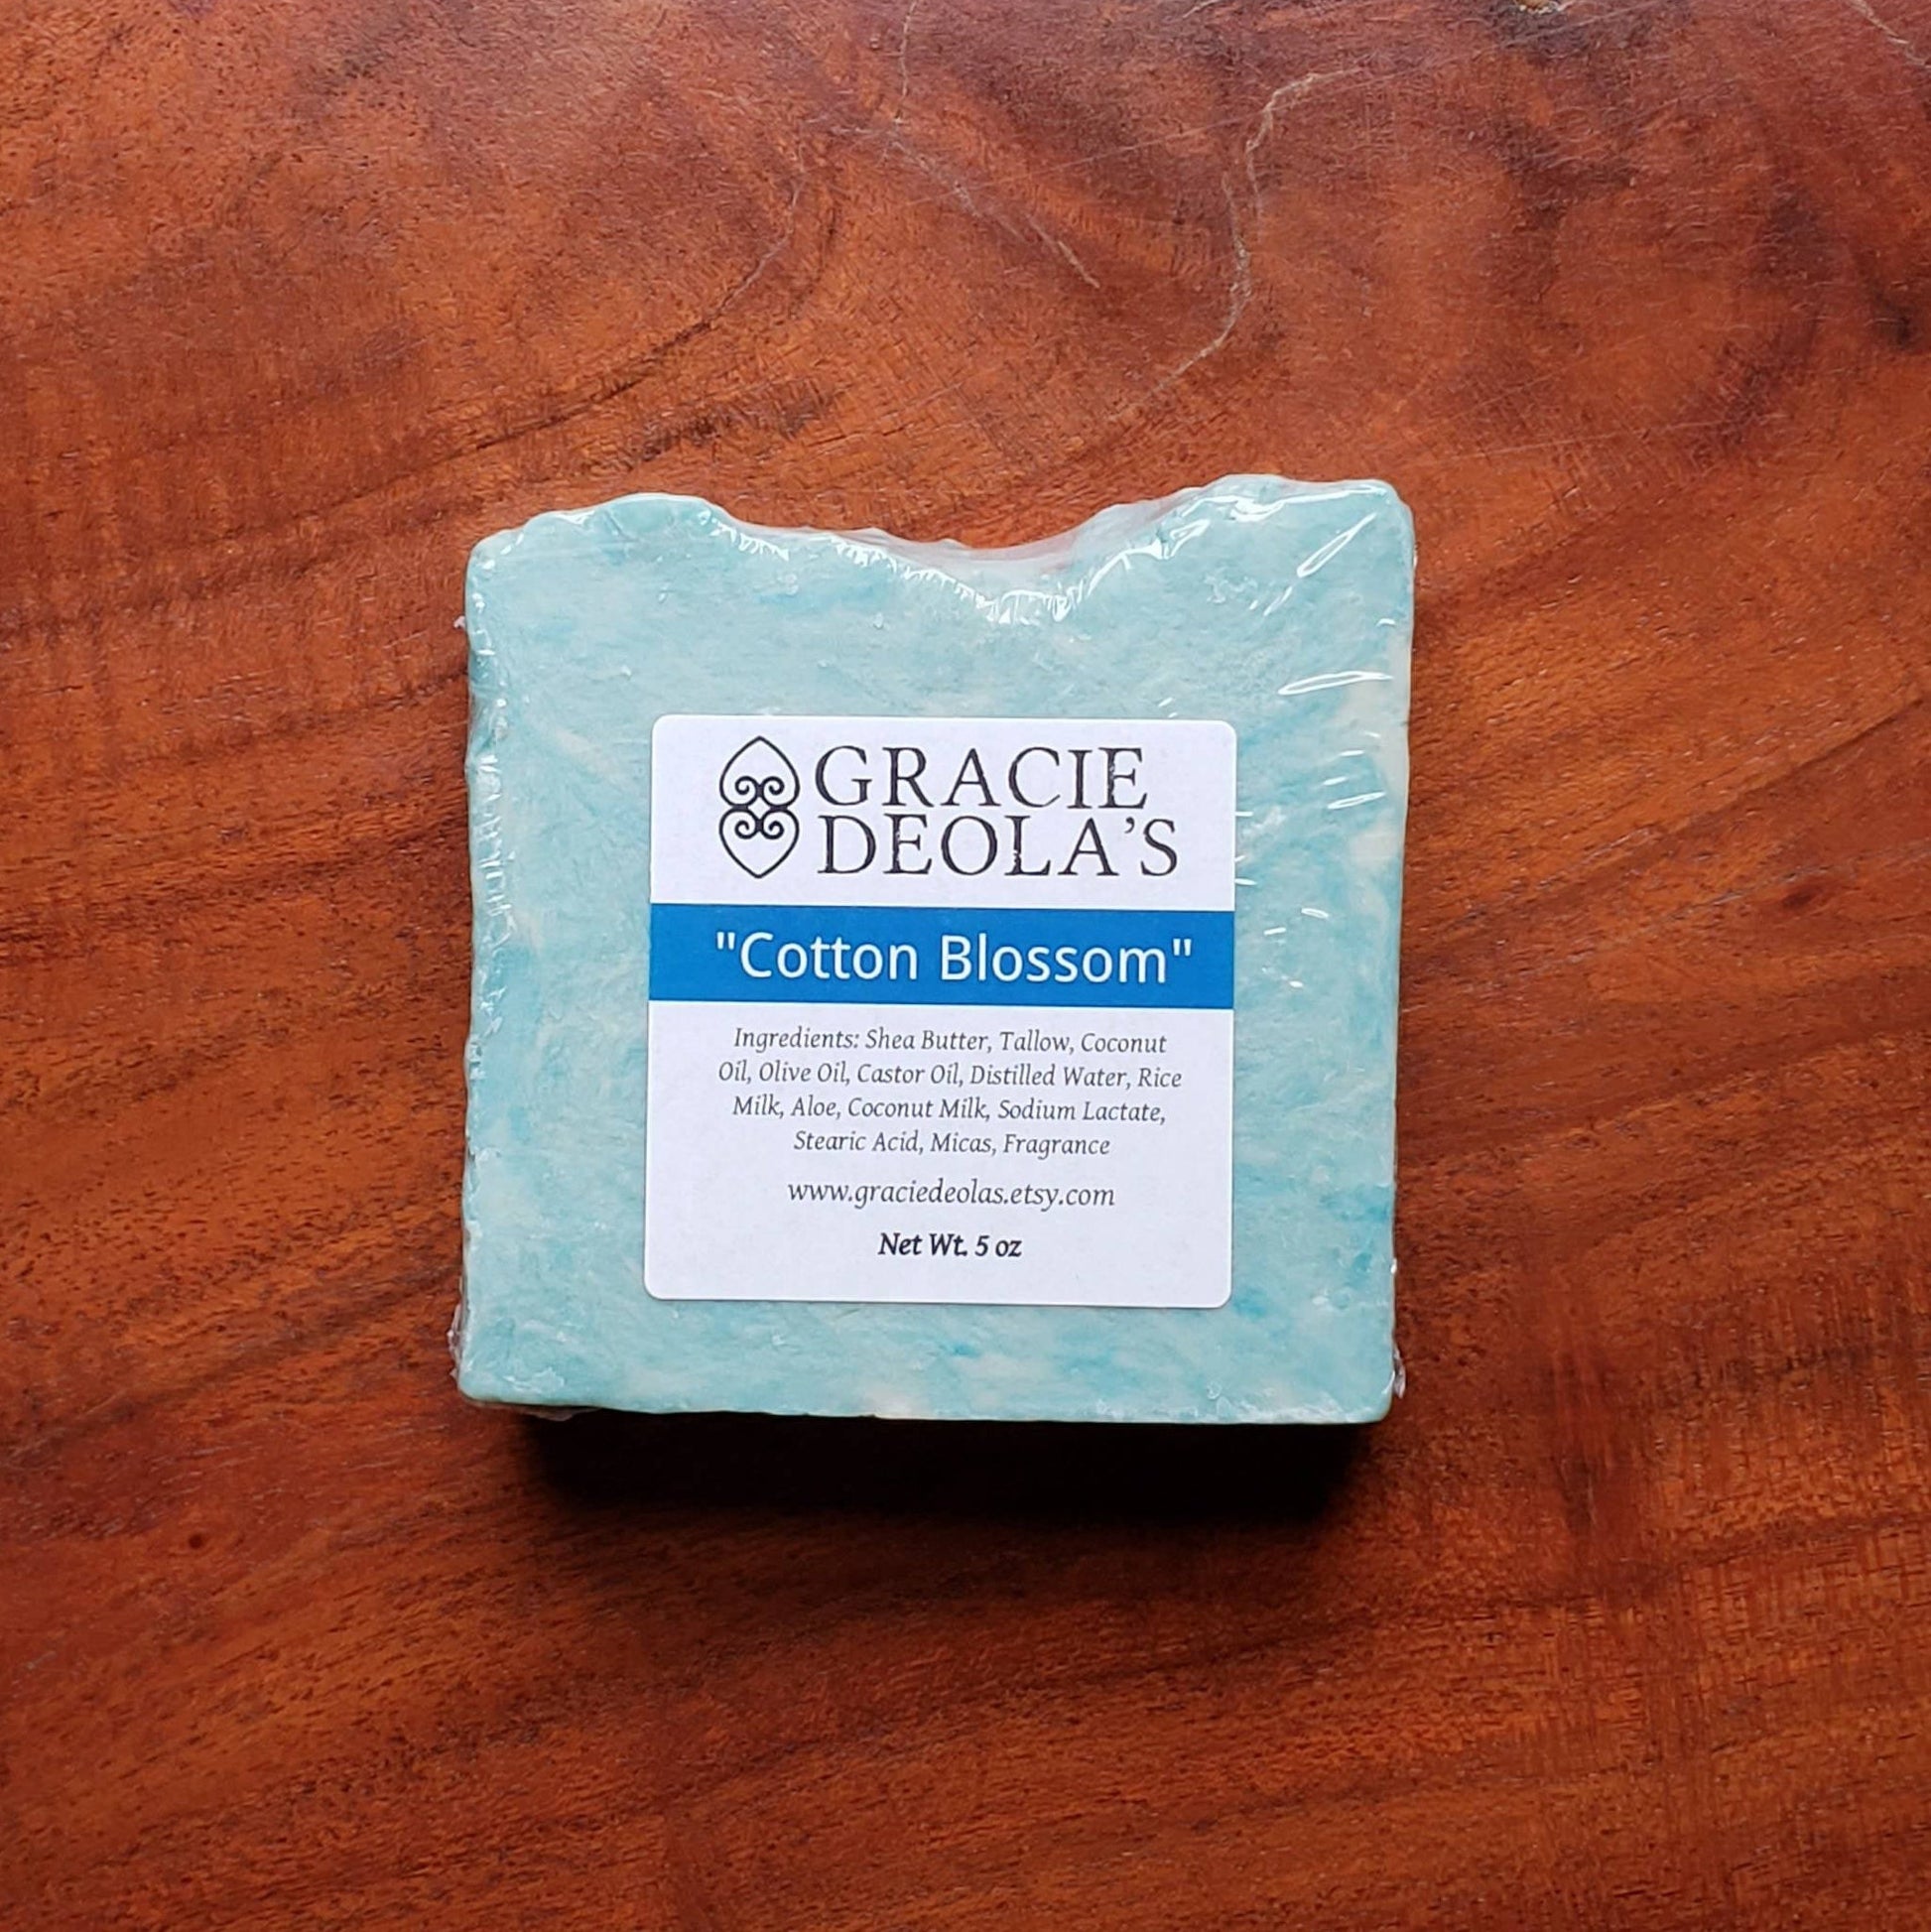 GRACIE
DEOLA'S
"Cotton Blossom"
Ingredients: Shea Butter, Tallow, Coconut
Oil, Olive Oil, Castor Oil, Distilled Water, Rice
Milk, Aloe, Coconut Milk, Sodium Lactate,
Stearic Acid, Micas, Fragrance
www.graciedeolas.etsy.com
Net Wt. 5 oz